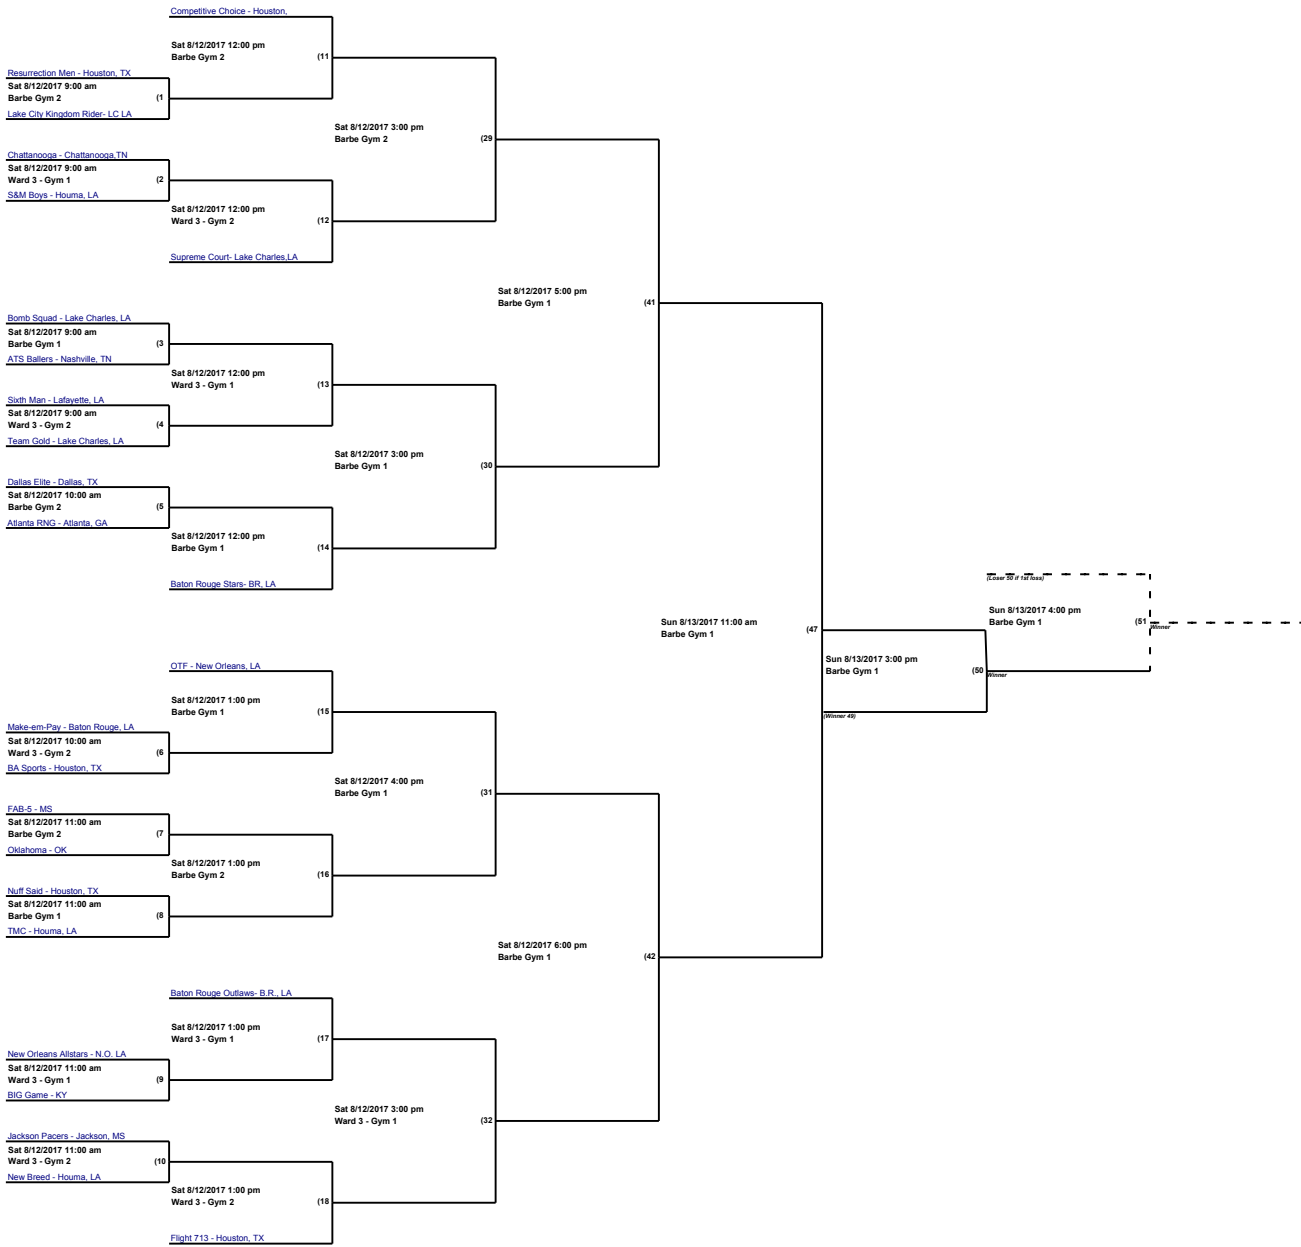 Competitive Choice - Houston,
Sat 8/12/2017 12:00 pm
Barbe Gym 2
(11
Resurrection Men - Houston, TX
Sat 8/12/2017 9:00 am
Barbe Gym 2
(1
Lake City Kingdom Rider- LC LA
Sat 8/12/2017 3:00 pm
Barbe Gym 2
(29
Chattanooga - Chattanooga,TN
Sat 8/12/2017 9:00 am
Ward 3 - Gym 1
(2
S&M Boys - Houma, LA
Sat 8/12/2017 12:00 pm
Ward 3 - Gym 2
(12
Supreme Court- Lake Charles,LA
Sat 8/12/2017 5:00 pm
Barbe Gym 1
(41
Bomb Squad - Lake Charles, LA
Sat 8/12/2017 9:00 am
Barbe Gym 1
(3
ATS Ballers - Nashville, TN
Sat 8/12/2017 12:00 pm
Ward 3 - Gym 1
(13
Sixth Man - Lafayette, LA
Sat 8/12/2017 9:00 am
Ward 3 - Gym 2
(4
Team Gold - Lake Charles, LA
Sat 8/12/2017 3:00 pm
Barbe Gym 1
(30
Dallas Elite - Dallas, TX
Sat 8/12/2017 10:00 am
Barbe Gym 2
(5
Atlanta RNG - Atlanta, GA
Sat 8/12/2017 12:00 pm
Barbe Gym 1
(14
Baton Rouge Stars- BR, LA
(Loser 50 if 1st loss)
Sun 8/13/2017 4:00 pm
Barbe Gym 1
(51
Winner
Sun 8/13/2017 11:00 am
Barbe Gym 1
(47
Sun 8/13/2017 3:00 pm
Barbe Gym 1
(50
Winner
(Winner 49)
OTF - New Orleans, LA
Sat 8/12/2017 1:00 pm
Barbe Gym 1
(15
Make-em-Pay - Baton Rouge, LA
Sat 8/12/2017 10:00 am
Ward 3 - Gym 2
(6
BA Sports - Houston, TX
Sat 8/12/2017 4:00 pm
Barbe Gym 1
(31
FAB-5 - MS
Sat 8/12/2017 11:00 am
Barbe Gym 2
(7
Oklahoma - OK
Sat 8/12/2017 1:00 pm
Barbe Gym 2
(16
Nuff Said - Houston, TX
Sat 8/12/2017 11:00 am
Barbe Gym 1
(8
TMC - Houma, LA
Sat 8/12/2017 6:00 pm
Barbe Gym 1
(42
Baton Rouge Outlaws- B.R., LA
Sat 8/12/2017 1:00 pm
Ward 3 - Gym 1
(17
New Orleans Allstars - N.O. LA
Sat 8/12/2017 11:00 am
Ward 3 - Gym 1
(9
BIG Game - KY
Sat 8/12/2017 3:00 pm
Ward 3 - Gym 1
(32
Jackson Pacers - Jackson, MS
Sat 8/12/2017 11:00 am
Ward 3 - Gym 2
(10
New Breed - Houma, LA
Sat 8/12/2017 1:00 pm
Ward 3 - Gym 2
(18
Flight 713 - Houston, TX